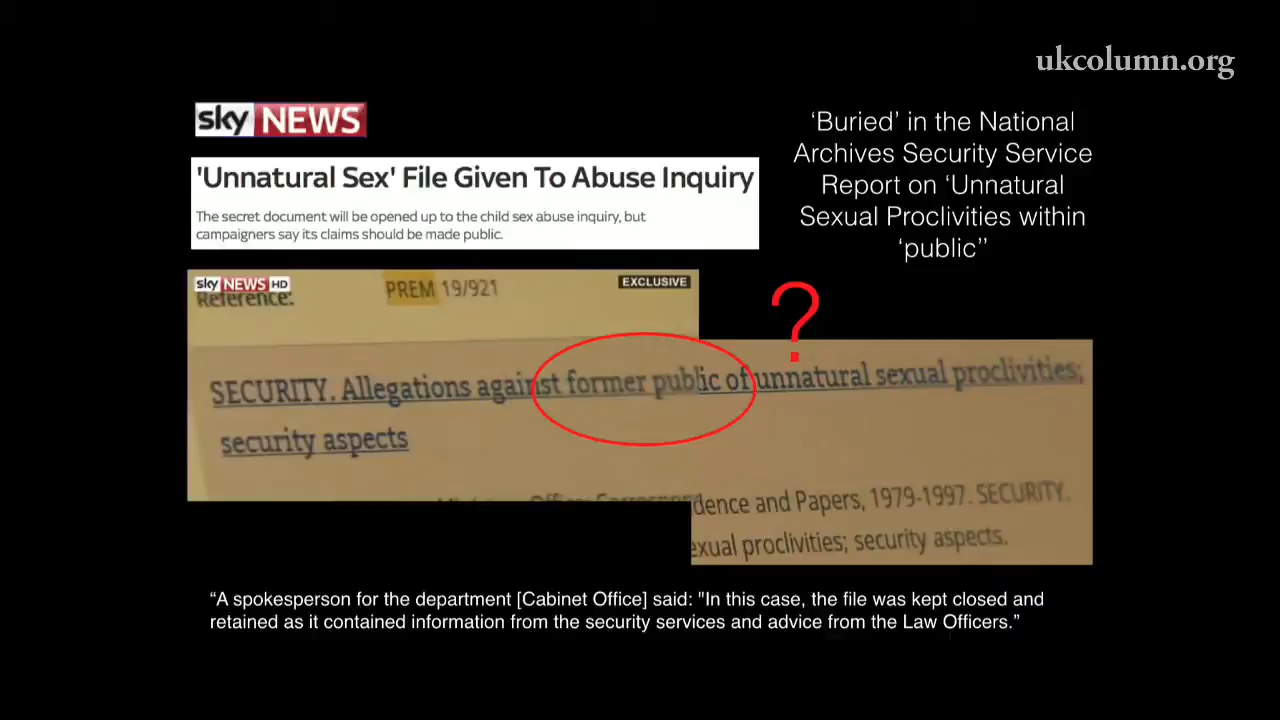 ukcolumn.org
sky NEWS
'Unnatural Sex' File Given To Abuse Inquiry
The secret document will be opened up to the child sex abuse inquiry, but
campaigners say its claims should be made public.
‘Buried’ in the National
Archives Security Service
Report on ‘Unnatural
Sexual Proclivities within
‘public’’
sky NEWS HD
EXCLUSIVE
Reference:
PREM 19/921
?
SECURITY. Allegations against former public of unnatural sexual proclivities;
security aspects
Office: Correspondence and Papers, 1979-1997. SECURITY.
exual proclivities; security aspects.
“A spokesperson for the department [Cabinet Office] said: "In this case, the file was kept closed and
retained as it contained information from the security services and advice from the Law Officers.”